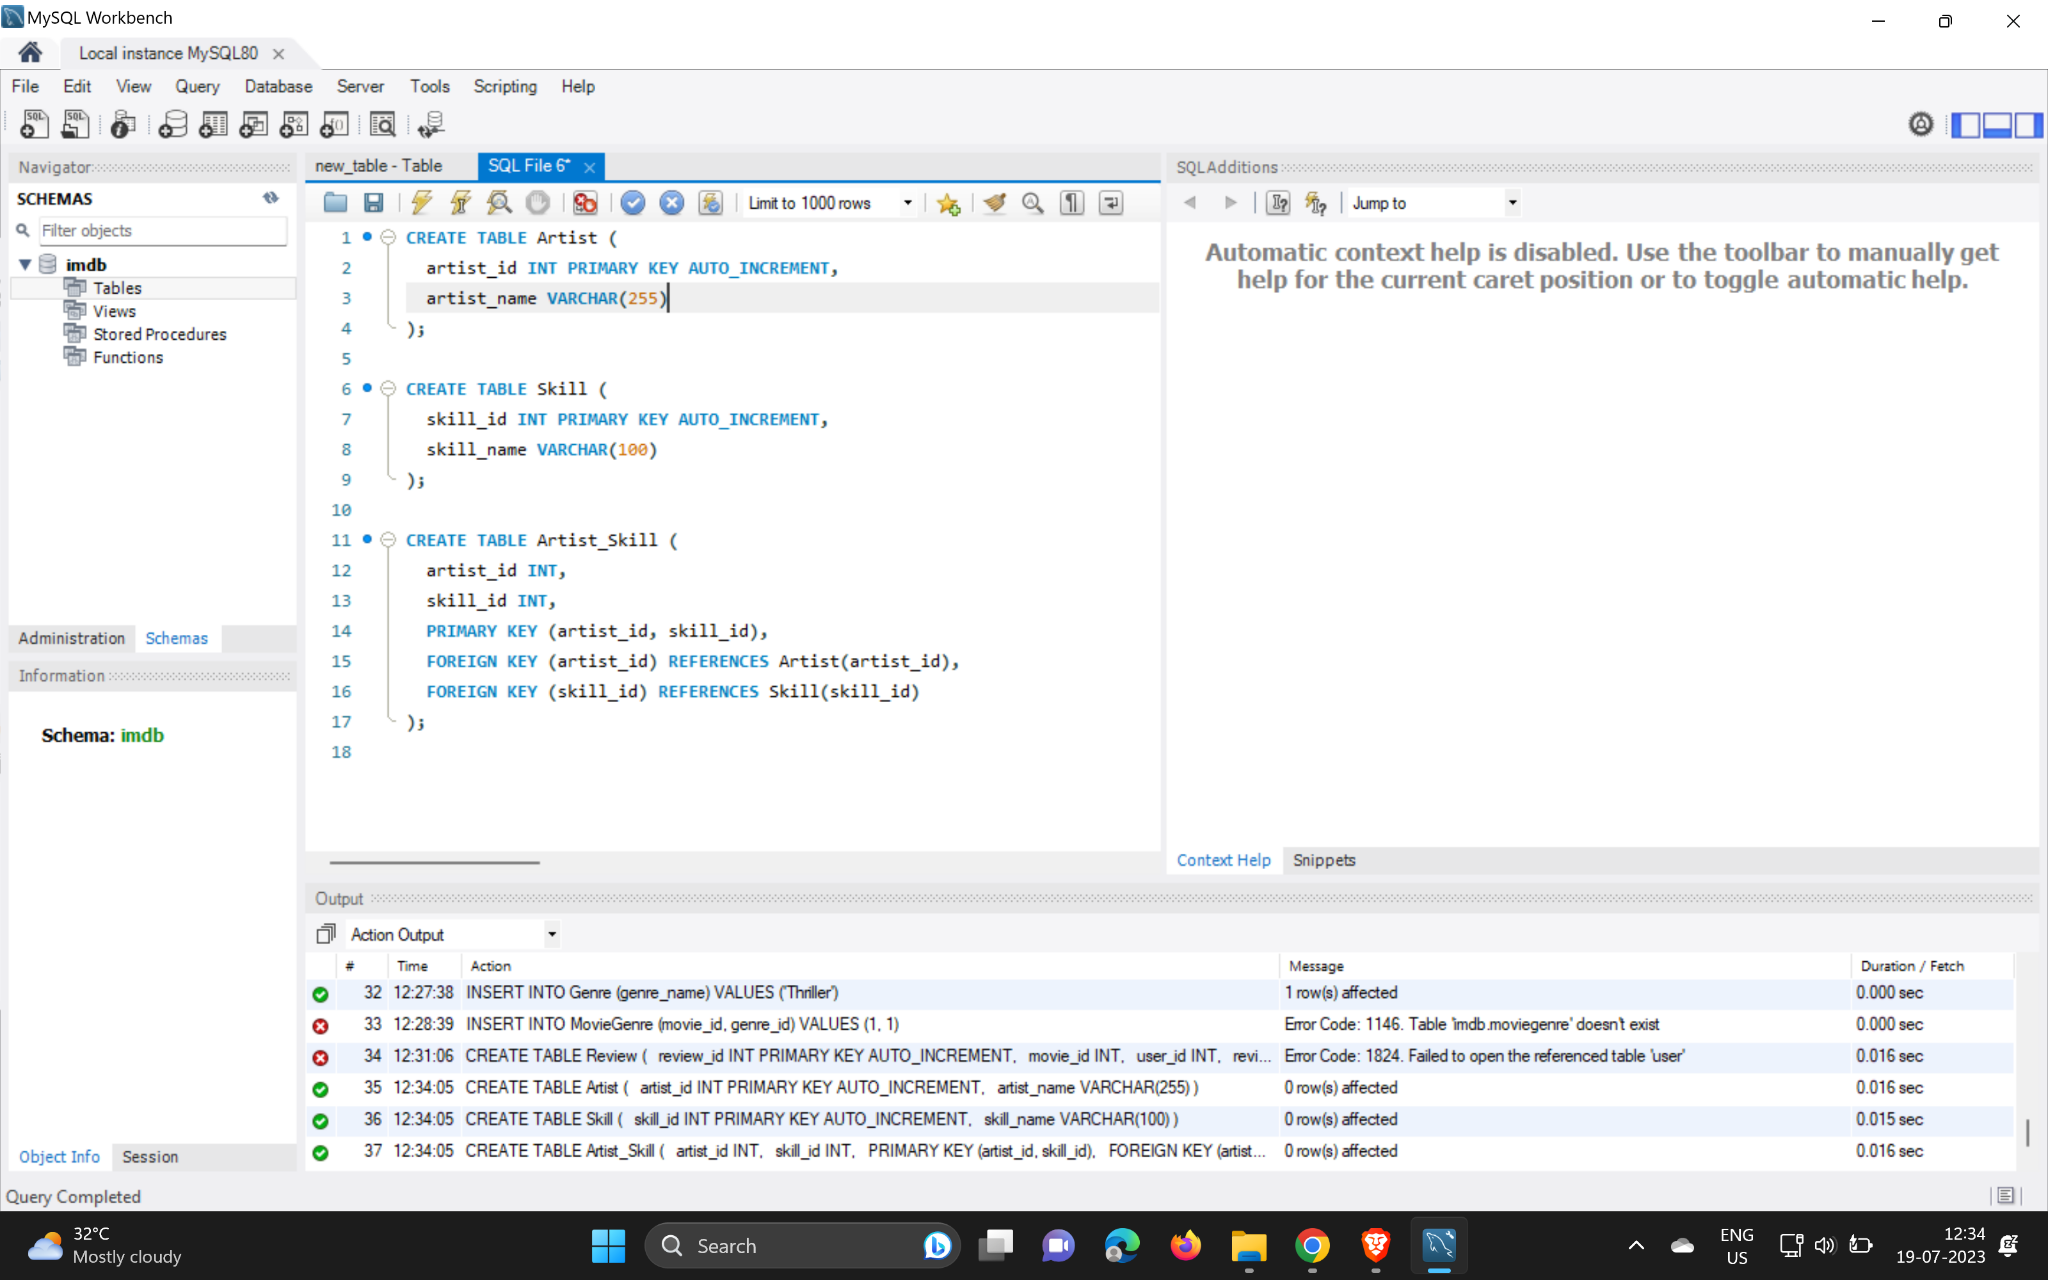 MySQL Workbench
Local instance MySQL80
File Edit View Query Database Server Tools Scripting Help
Navigator
SCHEMAS
Filter objects
imdb
Tables
Views
Stored Procedures
Functions
Administration Schemas
Information
Schema: imdb
Object Info Session
new_table - Table SQL File 6*
Limit to 1000 rows
1 CREATE TABLE Artist (
2 artist_id INT PRIMARY KEY AUTO_INCREMENT,
3 artist_name VARCHAR(255)
4 );
5
6 CREATE TABLE Skill (
7 skill_id INT PRIMARY KEY AUTO_INCREMENT,
8 skill_name VARCHAR(100)
9 );
10
11 CREATE TABLE Artist_Skill (
12 artist_id INT,
13 skill_id INT,
14 PRIMARY KEY (artist_id, skill_id),
15 FOREIGN KEY (artist_id) REFERENCES Artist(artist_id),
16 FOREIGN KEY (skill_id) REFERENCES Skill(skill_id)
17 );
18
SQLAdditions
Jump to
Automatic context help is disabled. Use the toolbar to manually get
help for the current caret position or to toggle automatic help.
Context Help Snippets
Output
Action Output
# Time Action Message Duration / Fetch
32 12:27:38 INSERT INTO Genre (genre_name) VALUES ('Thriller') 1 row(s) affected 0.000 sec
33 12:28:39 INSERT INTO MovieGenre (movie_id, genre_id) VALUES (1, 1) Error Code: 1146. Table 'imdb.moviegenre' doesn't exist 0.000 sec
34 12:31:06 CREATE TABLE Review ( review_id INT PRIMARY KEY AUTO_INCREMENT, movie_id INT, user_id INT, revi... Error Code: 1824. Failed to open the referenced table 'user' 0.016 sec
35 12:34:05 CREATE TABLE Artist ( artist_id INT PRIMARY KEY AUTO_INCREMENT, artist_name VARCHAR(255) ) 0 row(s) affected 0.016 sec
36 12:34:05 CREATE TABLE Skill ( skill_id INT PRIMARY KEY AUTO_INCREMENT, skill_name VARCHAR(100) ) 0 row(s) affected 0.015 sec
37 12:34:05 CREATE TABLE Artist_Skill ( artist_id INT, skill_id INT, PRIMARY KEY (artist_id, skill_id), FOREIGN KEY (artist... 0 row(s) affected 0.016 sec
Query Completed
32°C
Mostly cloudy
Search
ENG
US
12:34
19-07-2023